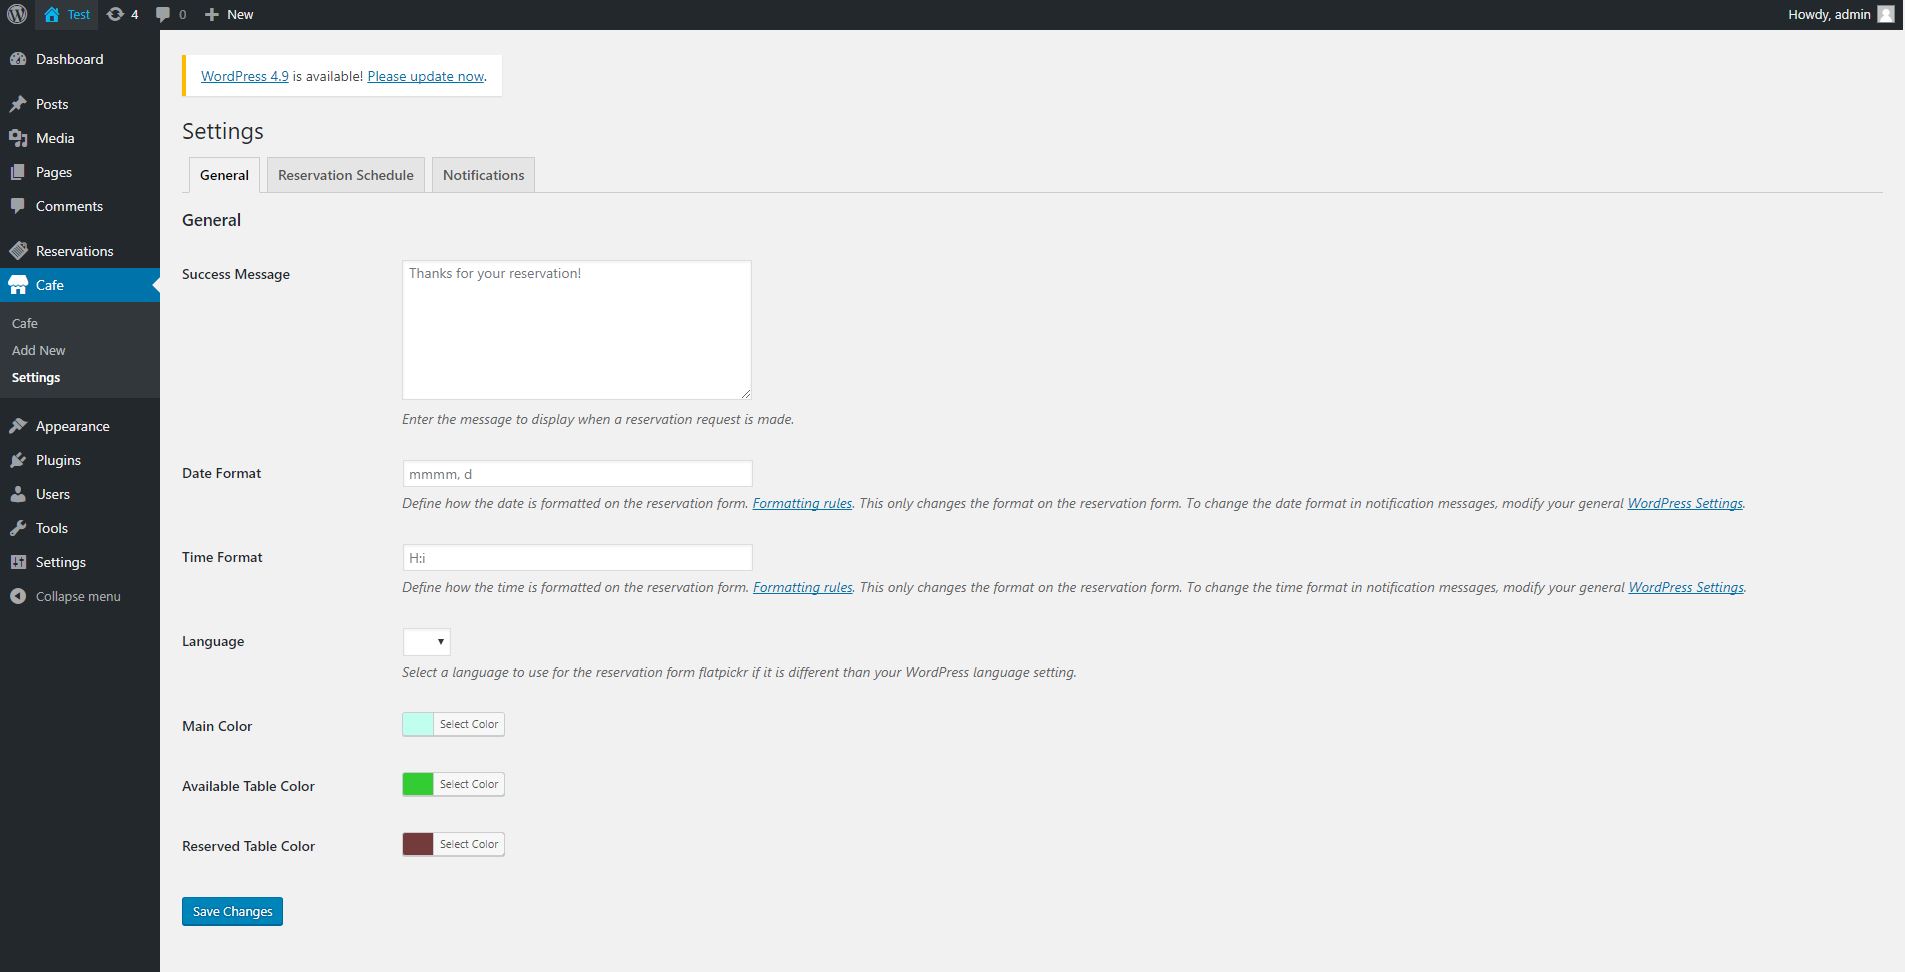 Test 4 0 New Howdy, admin
Dashboard
Posts
Media
Pages
Comments
Reservations
Cafe
Cafe
Add New
Settings
Appearance
Plugins
Users
Tools
Settings
Collapse menu
WordPress 4.9 is available! Please update now.
Settings
General Reservation Schedule Notifications
General
Success Message
Thanks for your reservation!
Enter the message to display when a reservation request is made.
Date Format
mmmm, d
Define how the date is formatted on the reservation form. Formatting rules. This only changes the format on the reservation form. To change the date format in notification messages, modify your general WordPress Settings.
Time Format
H:i
Define how the time is formatted on the reservation form. Formatting rules. This only changes the format on the reservation form. To change the time format in notification messages, modify your general WordPress Settings.
Language
Select a language to use for the reservation form flatpickr if it is different than your WordPress language setting.
Main Color Select Color
Available Table Color Select Color
Reserved Table Color Select Color
Save Changes